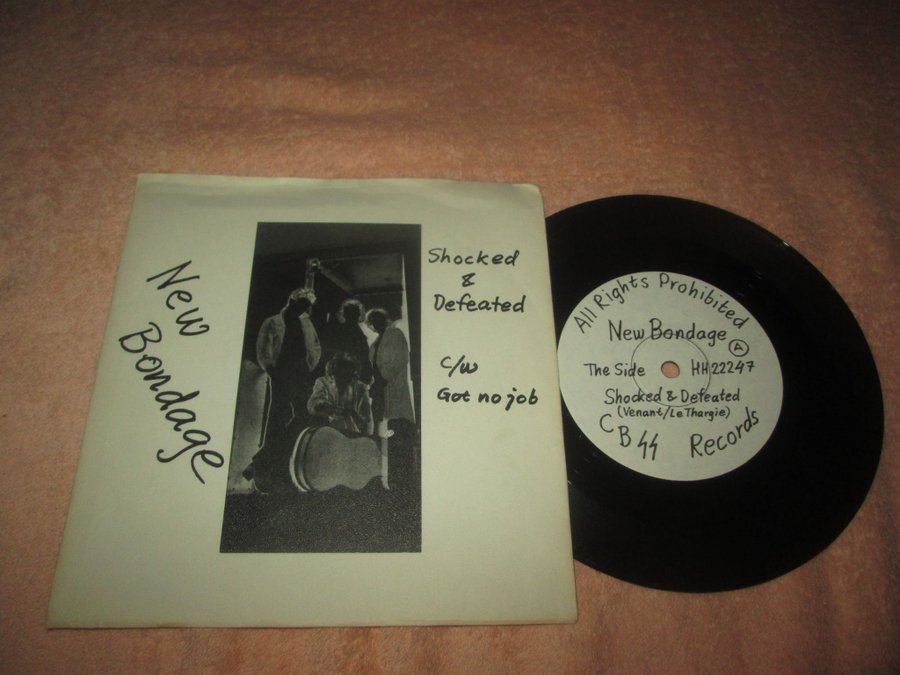 New
Bondage
Shocked
&
Defeated
c/w
Got no job
All Rights Prohibited
New Bondage
A
The Side HH 22247
Shocked & Defeated
(Venant/Le Thargie)
C B ϟϟ Records